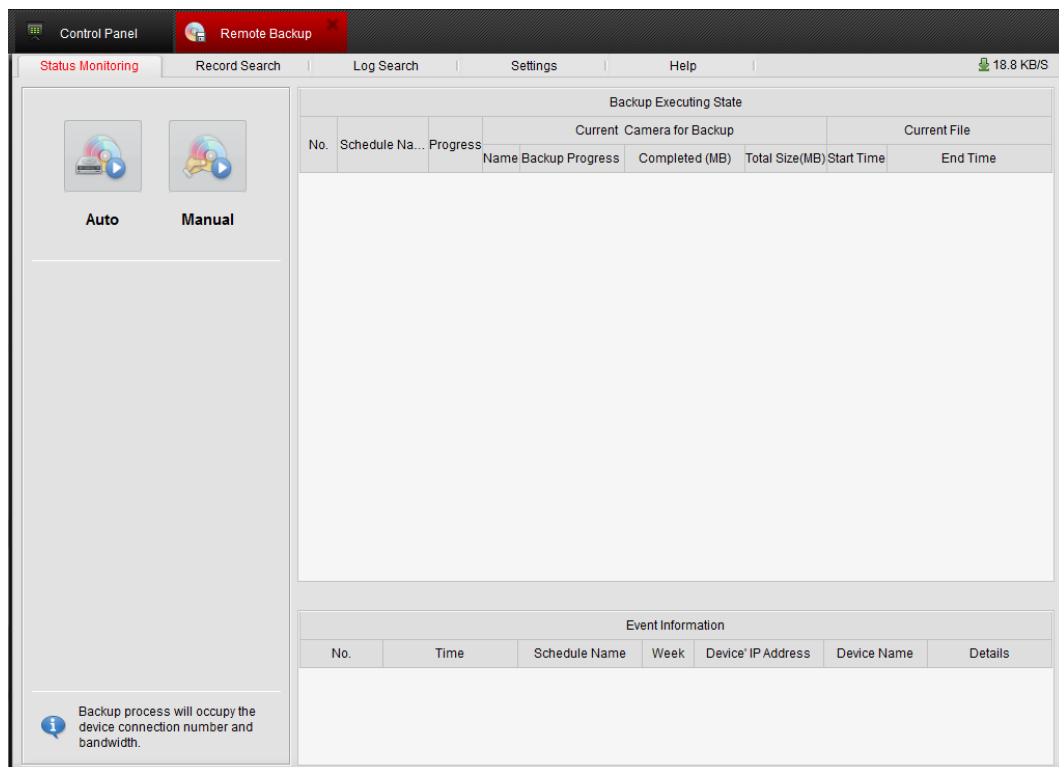 Control Panel
Remote Backup
Status Monitoring
Record Search
Log Search
Settings
Help
18.8 KB/S
Auto
Manual
Backup process will occupy the
device connection number and
bandwidth.
Backup Executing State
No.
Schedule Na...
Progress
Current Camera for Backup
Current File
Name
Backup Progress
Completed (MB)
Total Size(MB)
Start Time
End Time
Event Information
No.
Time
Schedule Name
Week
Device' IP Address
Device Name
Details